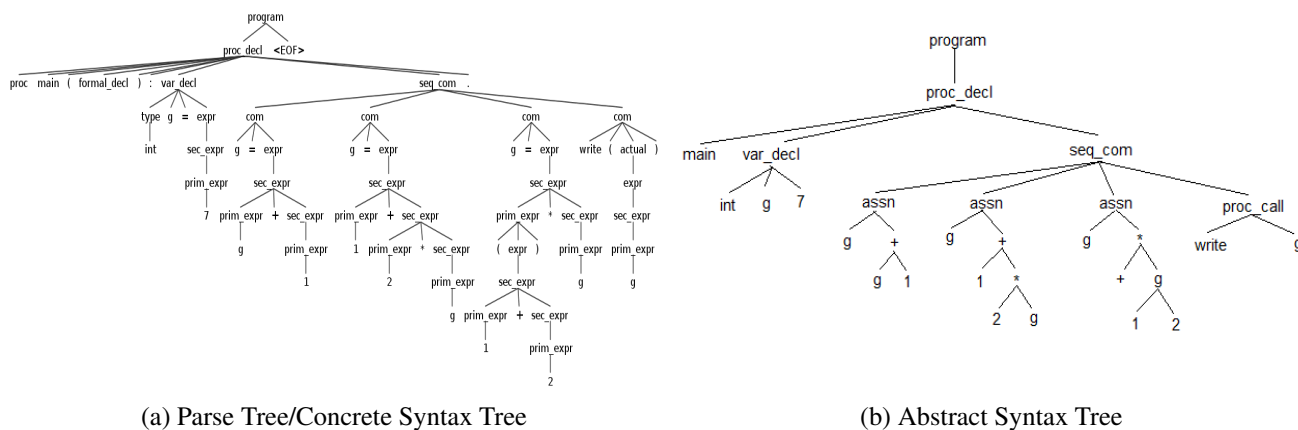 program
proc_decl <EOF>
proc main ( formal_decl ) : var_decl seq_com .
type g = expr com com com com
int sec_expr g = expr g = expr g = expr write ( actual )
prim_expr sec_expr sec_expr sec_expr expr
7 prim_expr + sec_expr prim_expr + sec_expr prim_expr * sec_expr sec_expr
g prim_expr 1 prim_expr * sec_expr ( expr ) prim_expr prim_expr
1 2 prim_expr sec_expr g g
g prim_expr + sec_expr
1 prim_expr
2
(a) Parse Tree/Concrete Syntax Tree
program
proc_decl
main var_decl seq_com
int g 7 assn assn assn proc_call
g + g + g * write g
g 1 1 * + g
2 g 1 2
(b) Abstract Syntax Tree